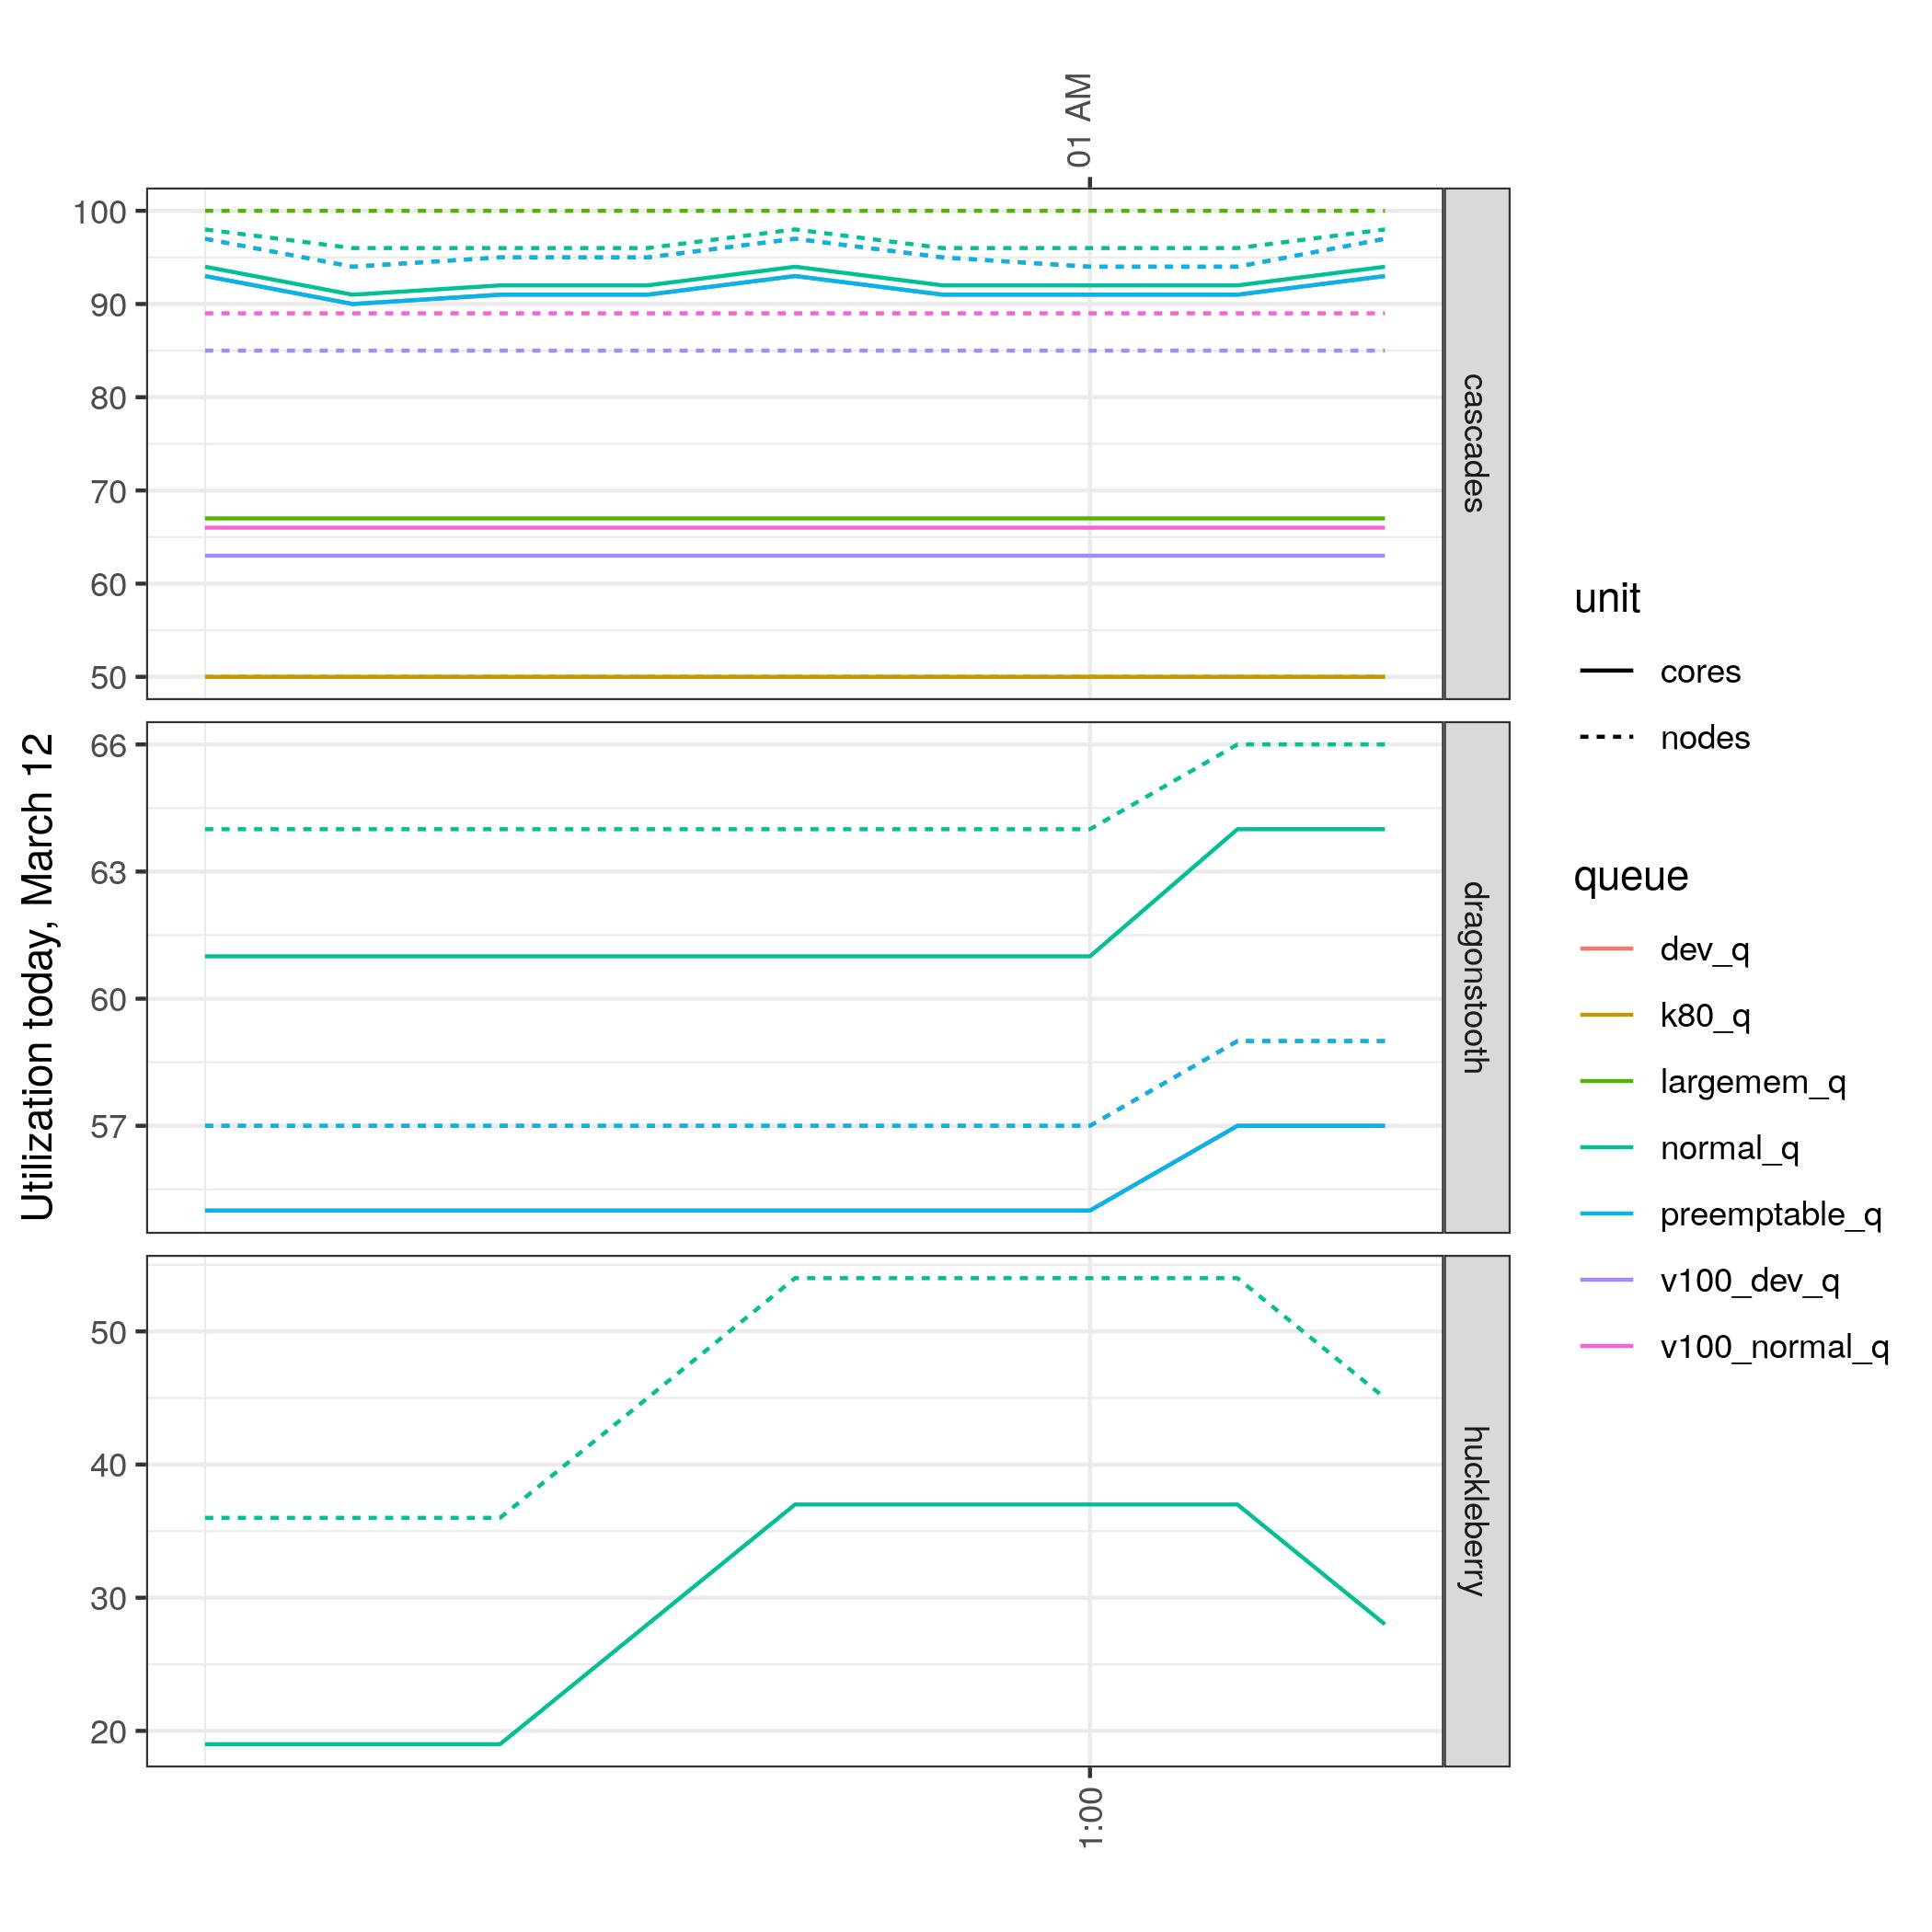 01 AM
100
90
80
70
60
50
cascades
66
63
60
57
dragonstooth
50
40
30
20
huckleberry
1:00
Utilization today, March 12
unit
cores
nodes
queue
dev_q
k80_q
largemem_q
normal_q
preemptable_q
v100_dev_q
v100_normal_q